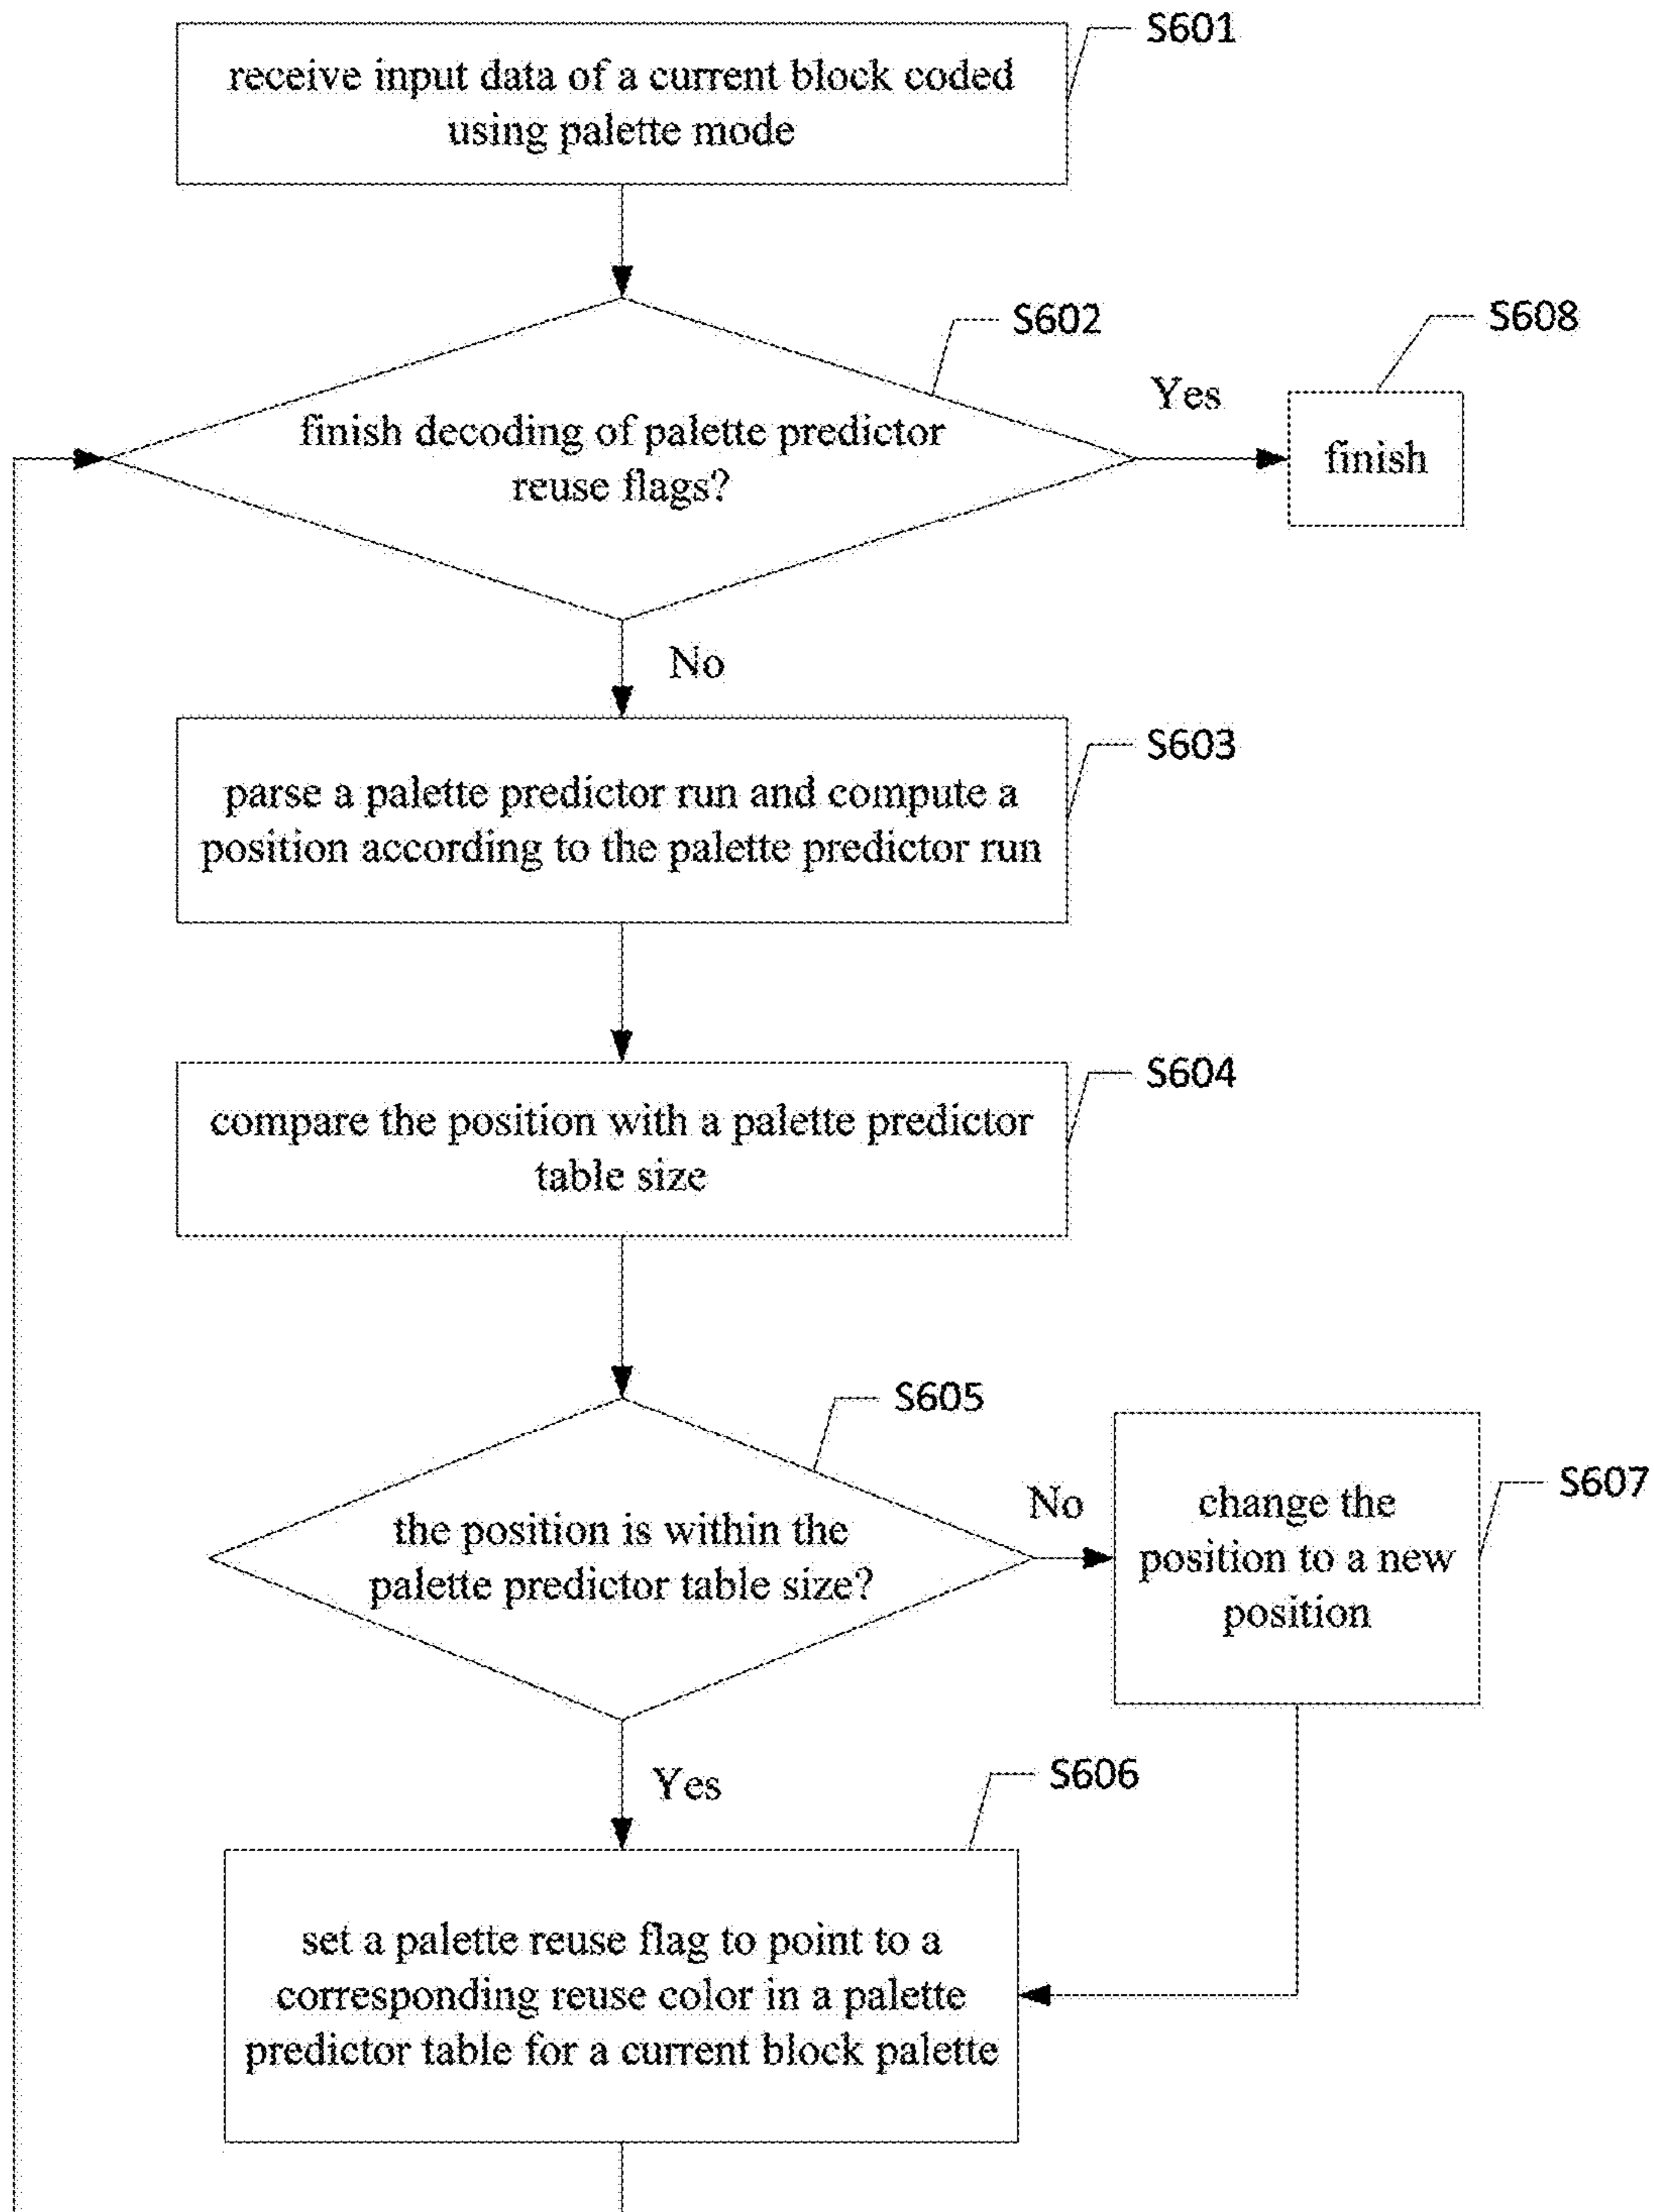 S601
receive input data of a current block coded
using palette mode
S602
S608
Yes
finish decoding of palette predictor
reuse flags?
finish
No
S603
parse a palette predictor run and compute a
position according to the palette predictor run
S604
compare the position with a palette predictor
table size
S605
S607
No
change the
position to a new
position
the position is within the
palette predictor table size?
Yes
S606
set a palette reuse flag to point to a
corresponding reuse color in a palette
predictor table for a current block palette